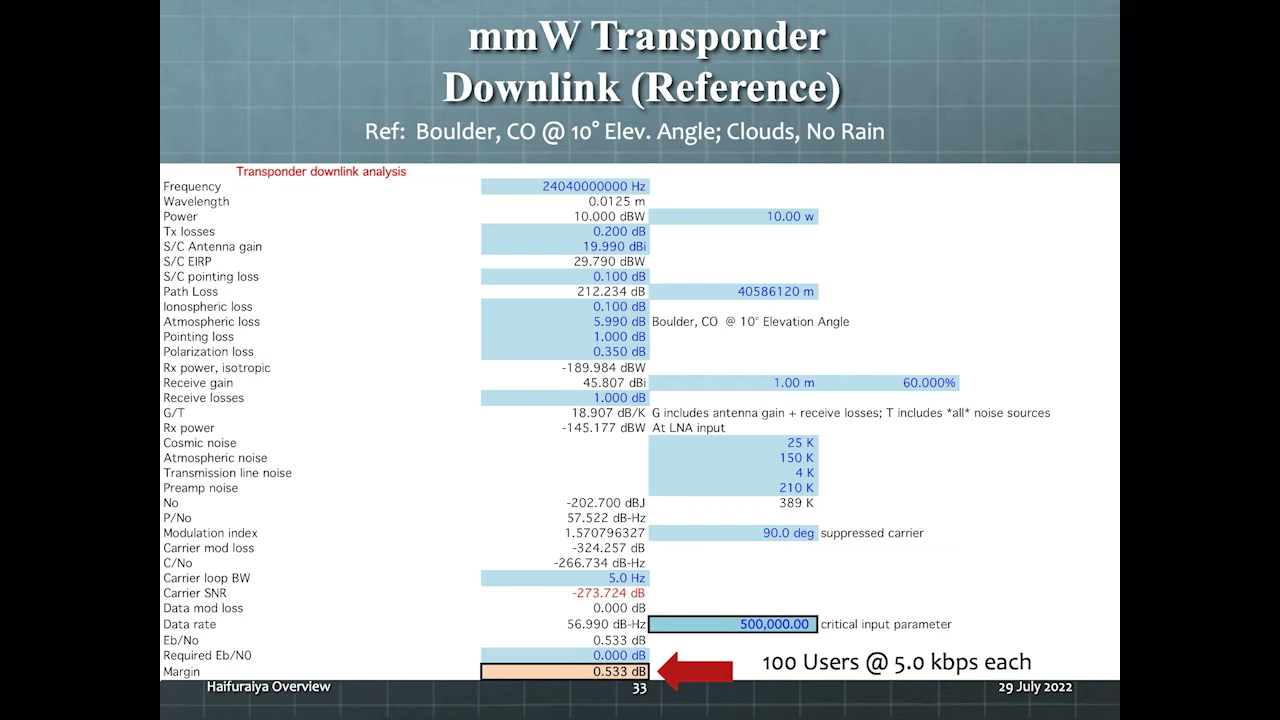 mmW Transponder
Downlink (Reference)
Ref: Boulder, CO @ 10° Elev. Angle; Clouds, No Rain
Transponder downlink analysis
Frequency 24040000000 Hz
Wavelength 0.0125 m
Power 10.000 dBW 10.00 w
Tx losses 0.200 dB
S/C Antenna gain 19.990 dBi
S/C EIRP 29.790 dBW
S/C pointing loss 0.100 dB
Path Loss 212.234 dB 40586120 m
Ionospheric loss 0.100 dB
Atmospheric loss 5.990 dB Boulder, CO @ 10° Elevation Angle
Pointing loss 1.000 dB
Polarization loss 0.350 dB
Rx power, isotropic -189.984 dBW
Receive gain 45.807 dBi 1.00 m 60.000%
Receive losses 1.000 dB
G/T 18.907 dB/K G includes antenna gain + receive losses; T includes *all* noise sources
Rx power -145.177 dBW At LNA input
Cosmic noise 25 K
Atmospheric noise 150 K
Transmission line noise 4 K
Preamp noise 210 K
No -202.700 dBJ 389 K
P/No 57.522 dB-Hz
Modulation index 1.570796327 90.0 deg suppressed carrier
Carrier mod loss -324.257 dB
C/No -266.734 dB-Hz
Carrier loop BW 5.0 Hz
Carrier SNR -273.724 dB
Data mod loss 0.000 dB
Data rate 56.990 dB-Hz 500,000.00 critical input parameter
Eb/No 0.533 dB
Required Eb/N0 0.000 dB
Margin 0.533 dB
100 Users @ 5.0 kbps each
Haifuraiya Overview 33 29 July 2022